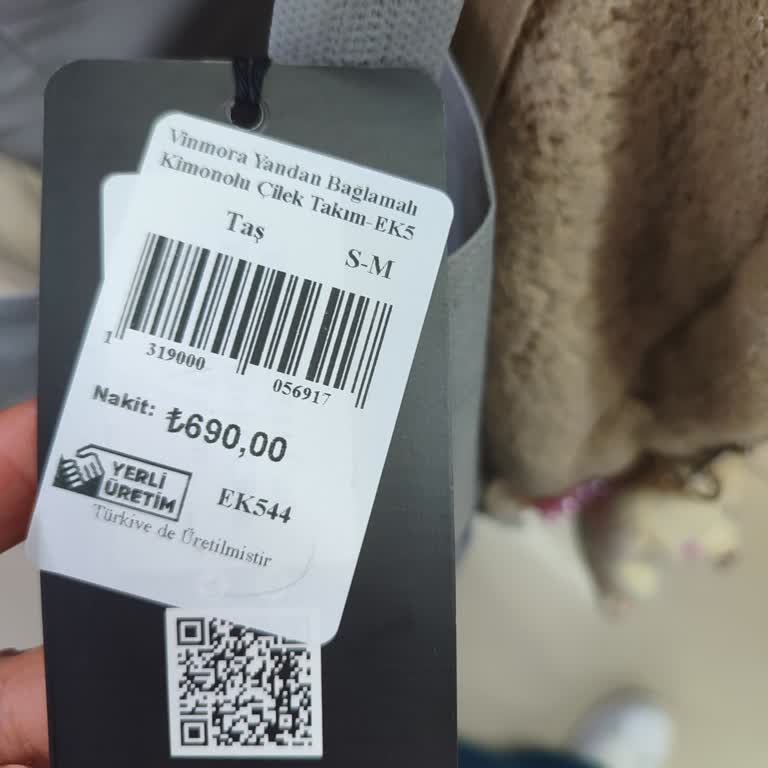 Vinmora Yandan Bağlamalı
Kimonolu Çilek Takım-EK5
Taş
S-M
1 319000 056917
Nakit: ₺690,00
YERLİ
ÜRETİM
EK544
Türkiye de Üretilmistir